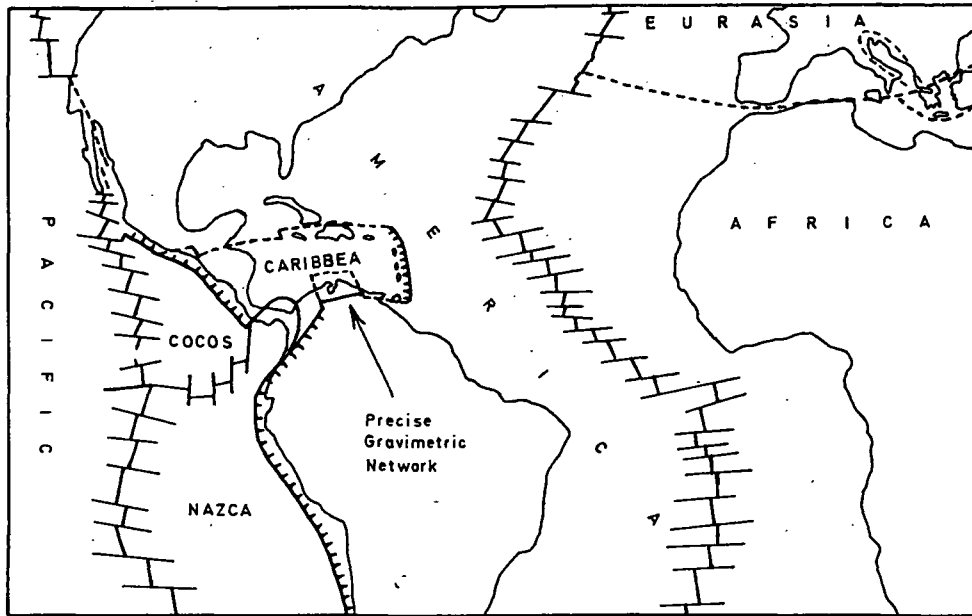 E U R A S I A
A M E R I C A
P A C I F I C
A F R I C A
CARIBBEA
COCOS
Precise
Gravimetric
Network
NAZCA